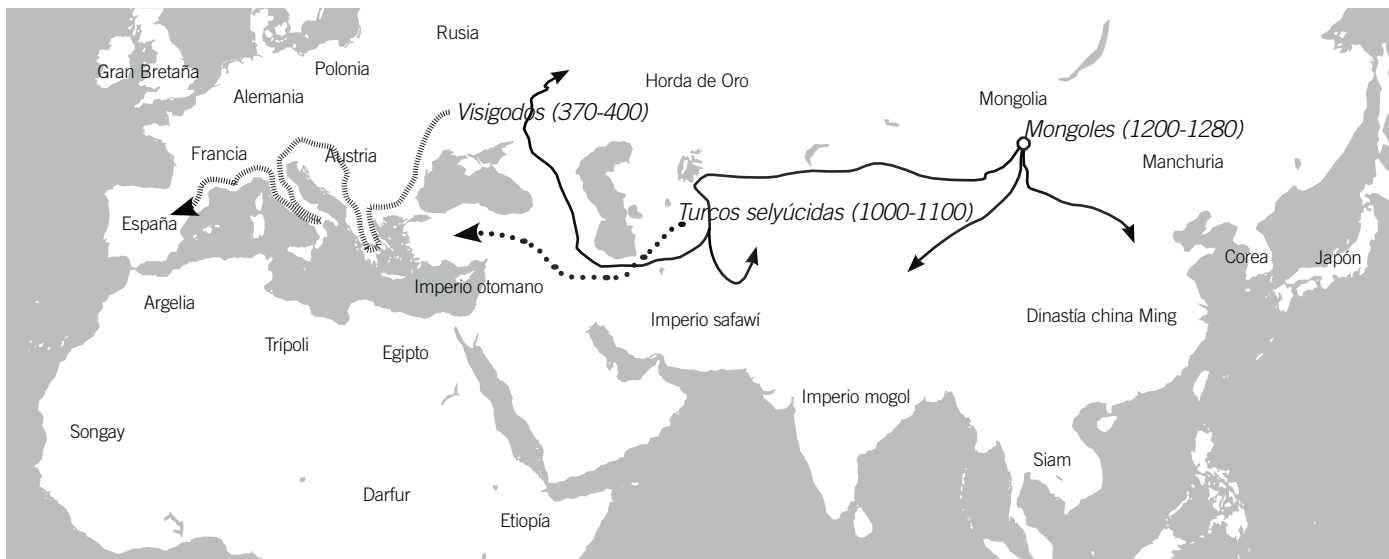 Rusia
Gran Bretaña
Polonia
Horda de Oro
Alemania
Mongolia
Visigodos (370-400)
Mongoles (1200-1280)
Francia
Austria
Manchuria
España
Turcos selyúcidas (1000-1100)
Corea
Japón
Imperio otomano
Argelia
Imperio safawí
Dinastía china Ming
Trípoli
Egipto
Imperio mogol
Songay
Siam
Darfur
Etiopía